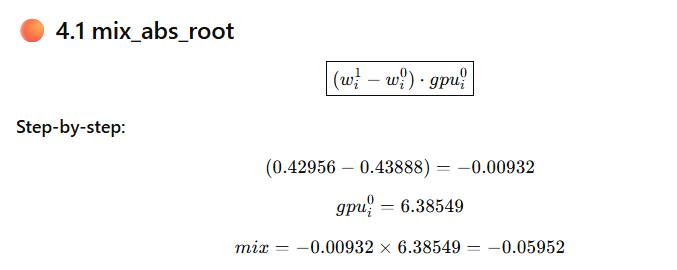 4.1 mix_abs_root
(w_i^1 − w_i^0) · gpu_i^0
Step-by-step:
(0.42956 − 0.43888) = −0.00932
gpu_i^0 = 6.38549
mix = −0.00932 × 6.38549 = −0.05952